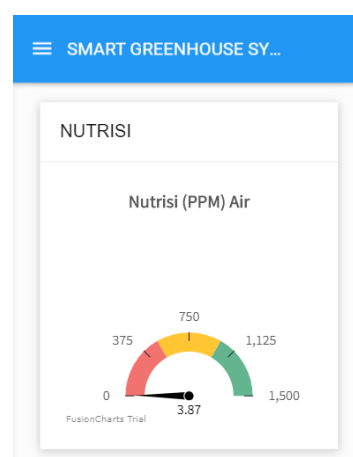 SMART GREENHOUSE SY...
NUTRISI
Nutrisi (PPM) Air
750
375
1,125
0
1,500
3.87
FusionCharts Trial